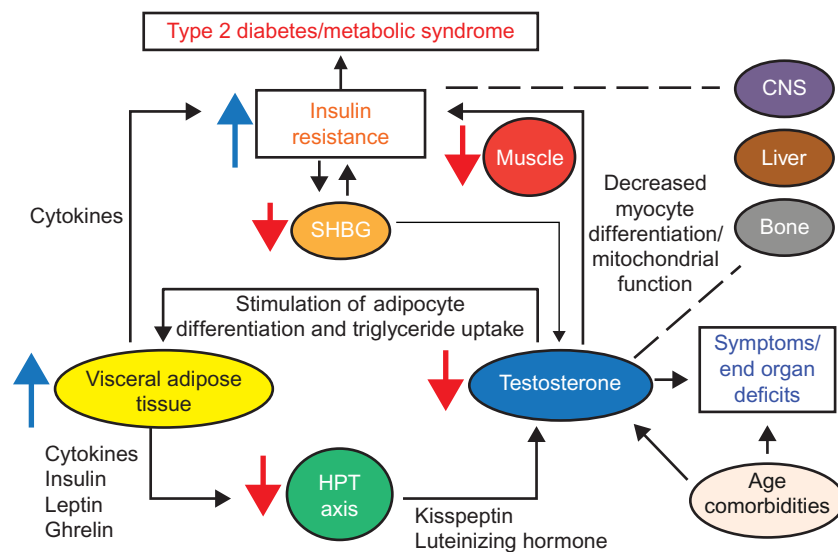 Type 2 diabetes/metabolic syndrome
CNS
Insulin
resistance
Muscle
Liver
Cytokines
SHBG
Decreased
myocyte
differentiation/
mitochondrial
function
Bone
Stimulation of adipocyte
differentiation and triglyceride uptake
Visceral adipose
tissue
Testosterone
Symptoms/
end organ
deficits
Cytokines
Insulin
Leptin
Ghrelin
HPT
axis
Kisspeptin
Luteinizing hormone
Age
comorbidities